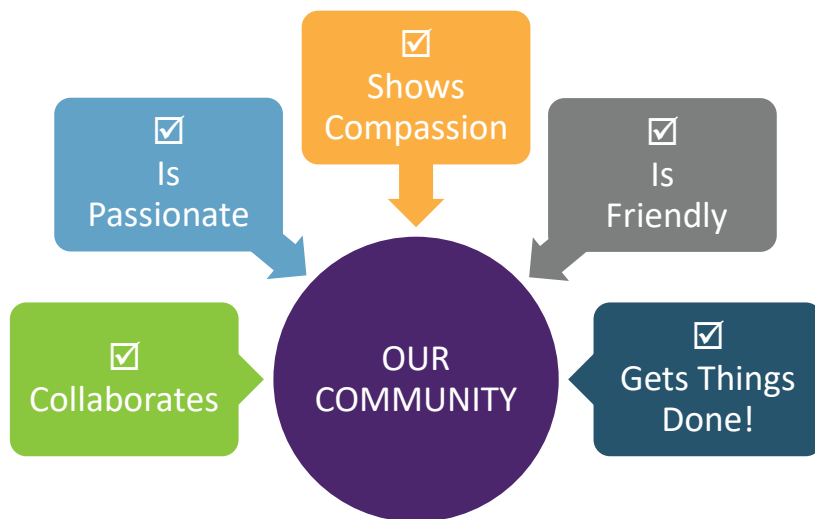 ☑
Collaborates
☑
Is
Passionate
☑
Shows
Compassion
☑
Is
Friendly
☑
Gets Things
Done!
OUR
COMMUNITY